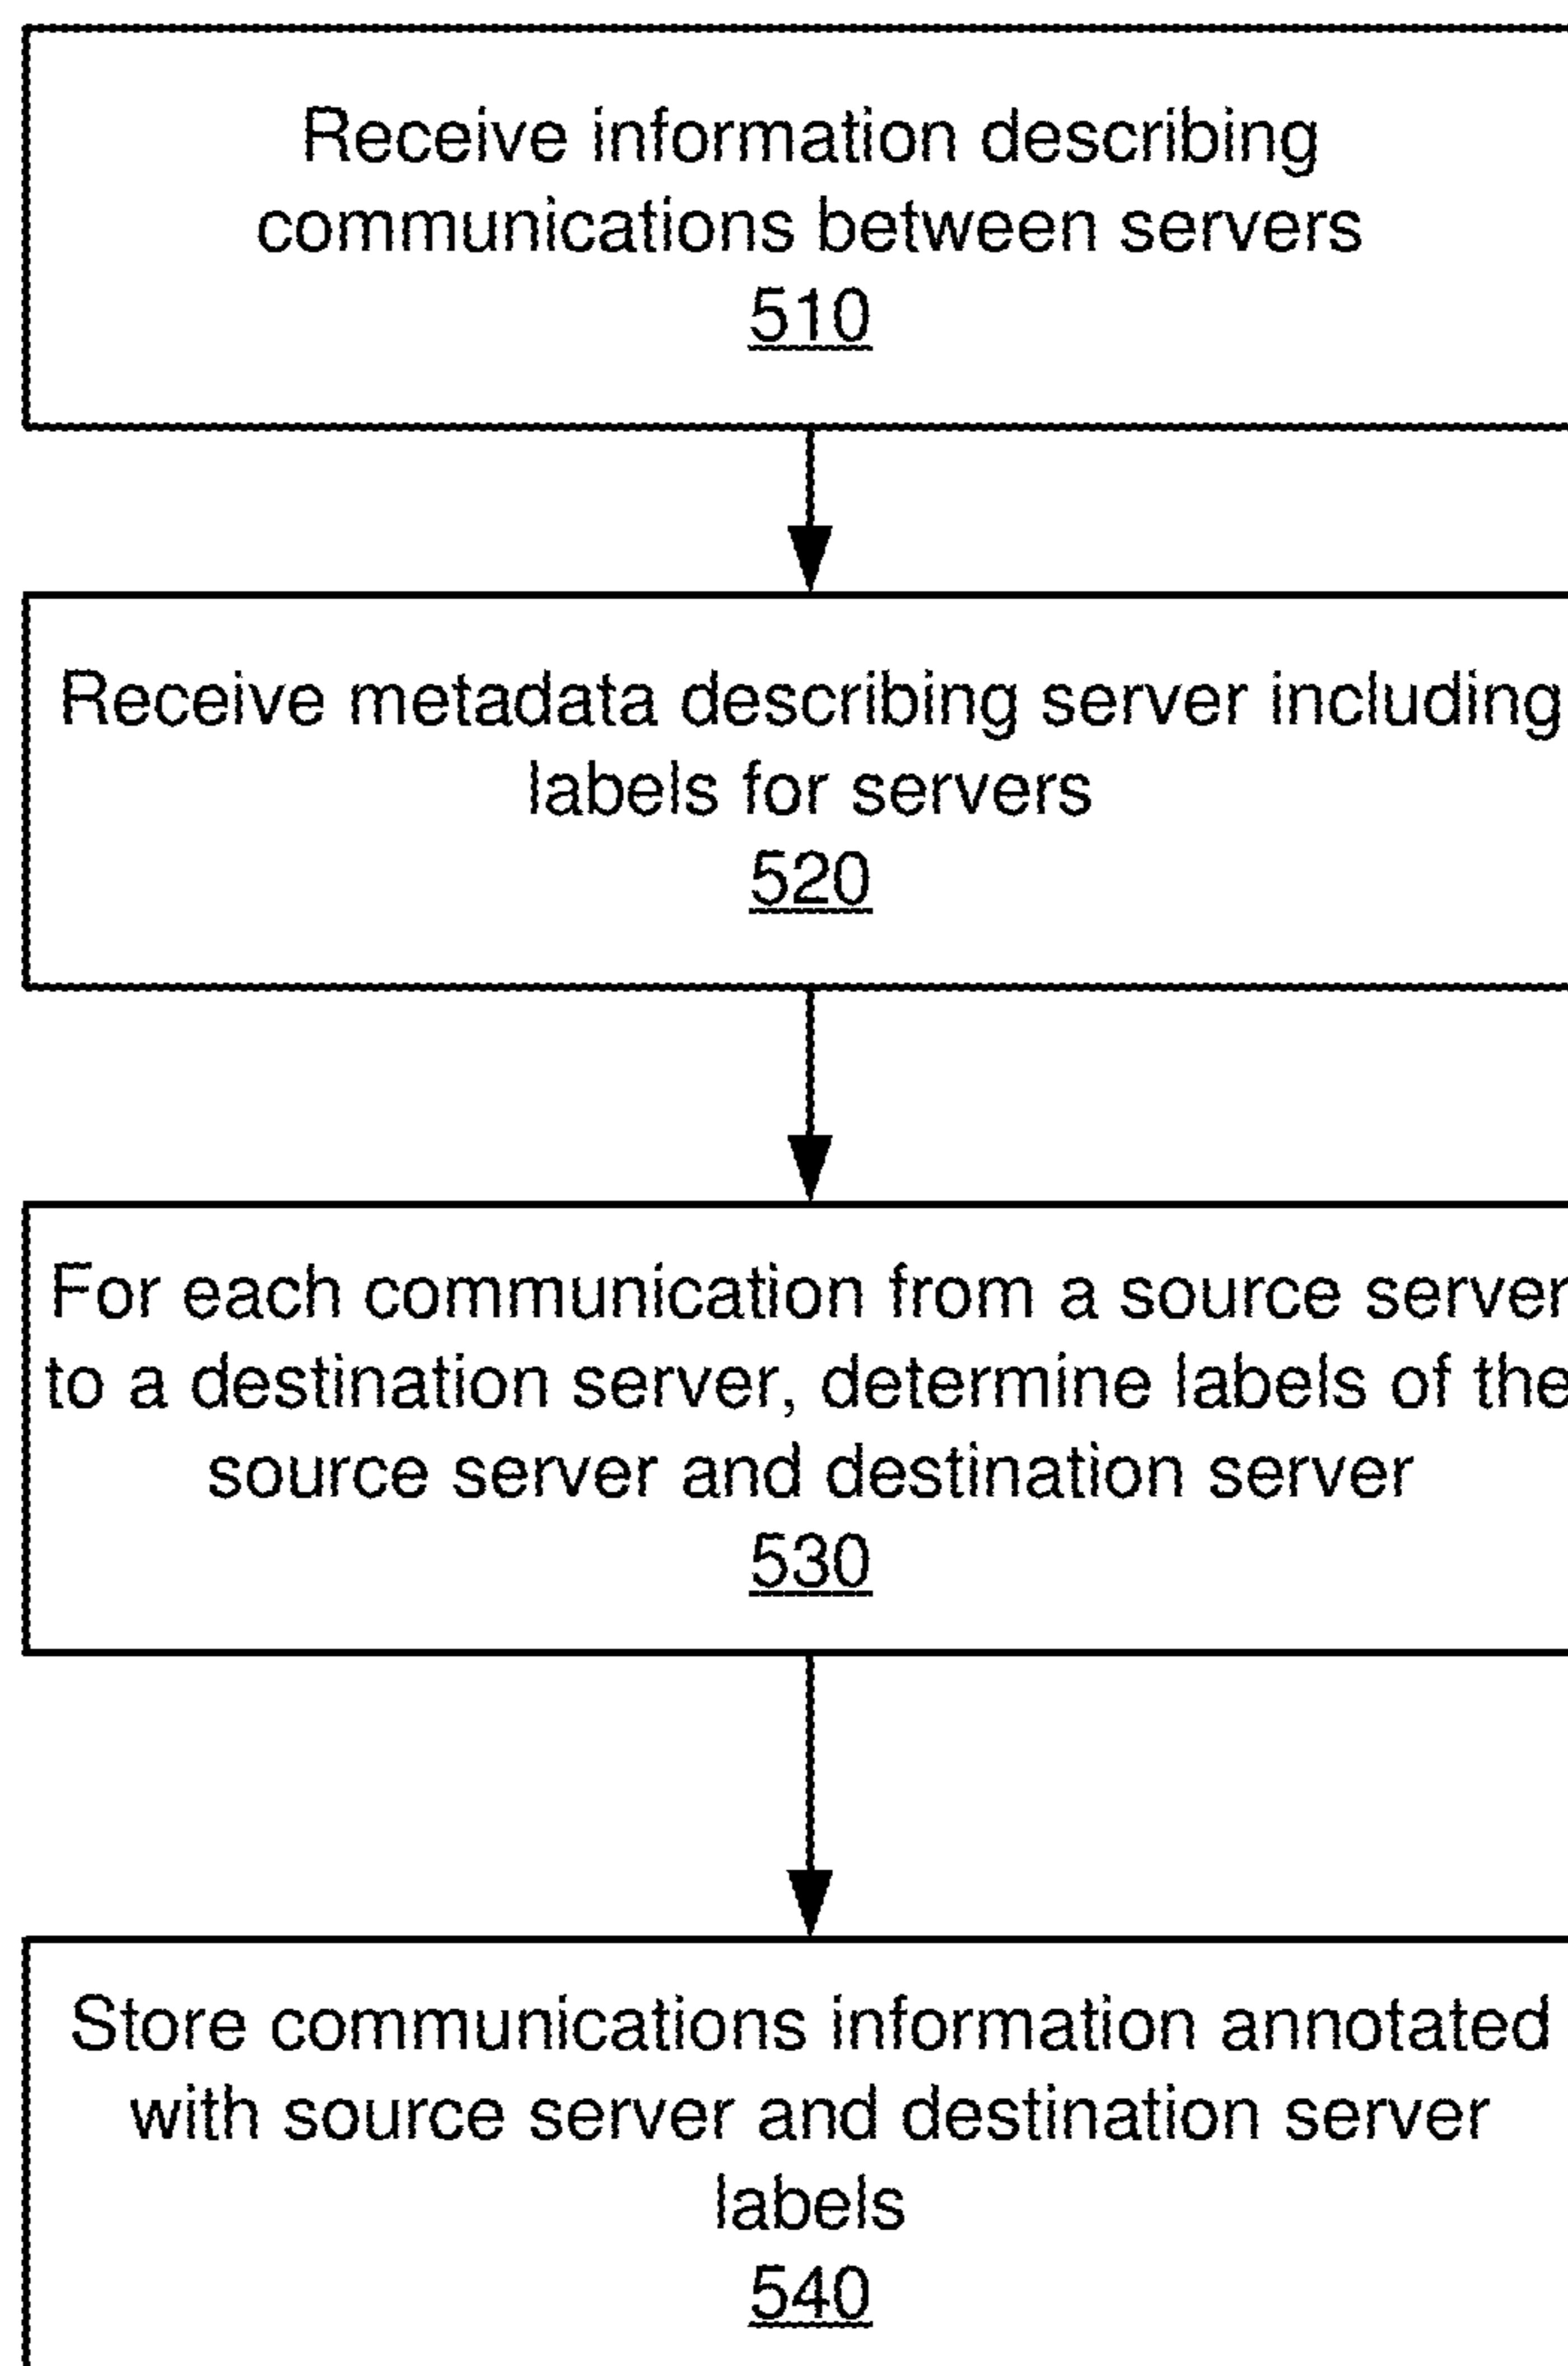 Receive information describing
communications between servers
510
Receive metadata describing server including
labels for servers
520
For each communication from a source server
to a destination server, determine labels of the
source server and destination server
530
Store communications information annotated
with source server and destination server
labels
540